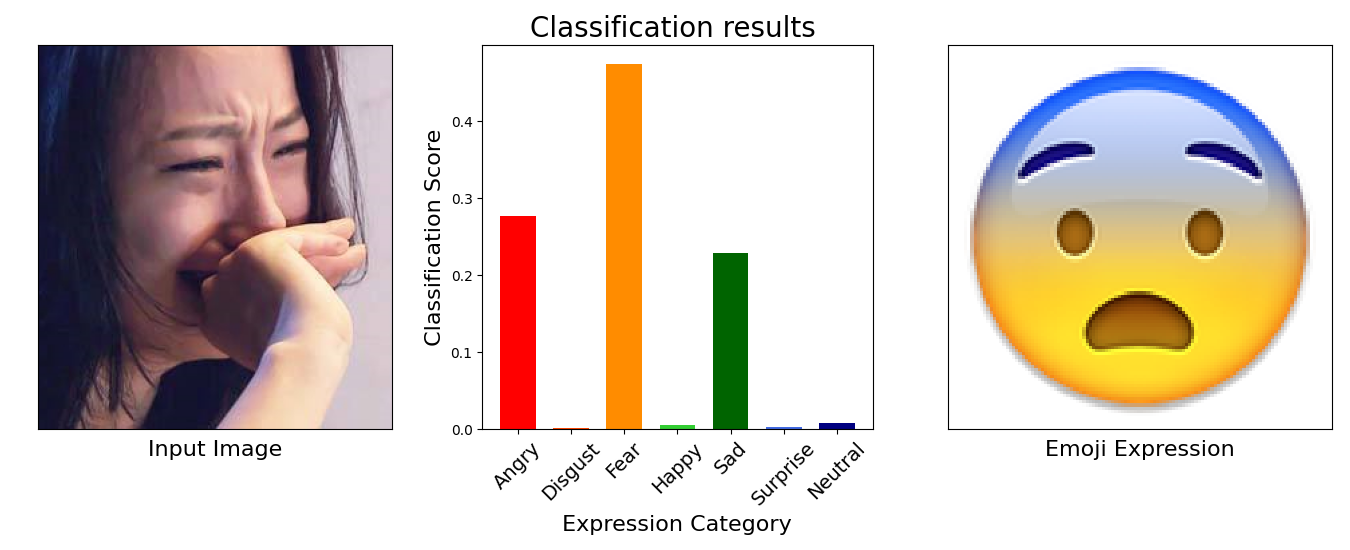 Classification results
Classification Score
0.4
0.3
0.2
0.1
0.0
Angry
Disgust
Fear
Happy
Sad
Surprise
Neutral
Expression Category
Input Image
Emoji Expression